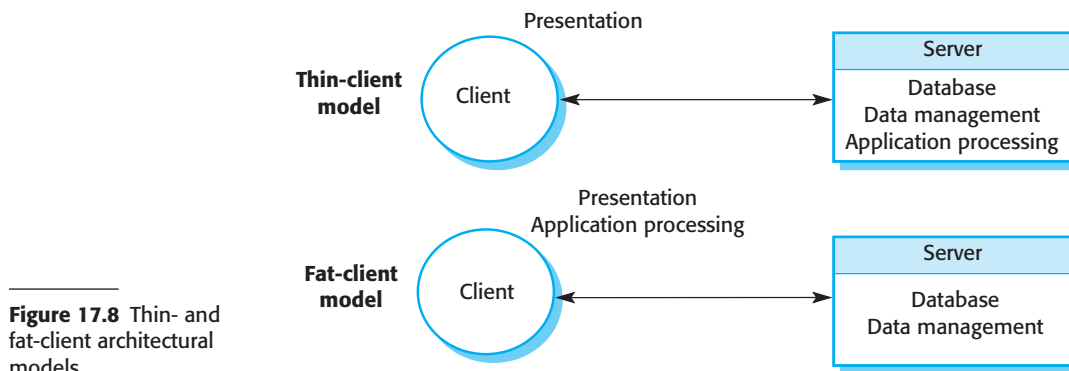 Presentation
Thin-client
model
Client
Server
Database
Data management
Application processing
Presentation
Application processing
Fat-client
model
Client
Server
Database
Data management
Figure 17.8 Thin- and
fat-client architectural
models